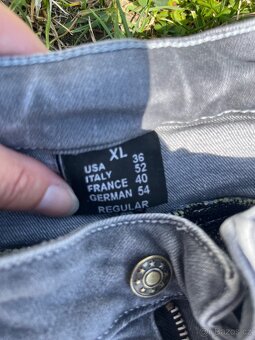 XL
USA 36
ITALY 52
FRANCE 40
GERMAN 54
REGULAR